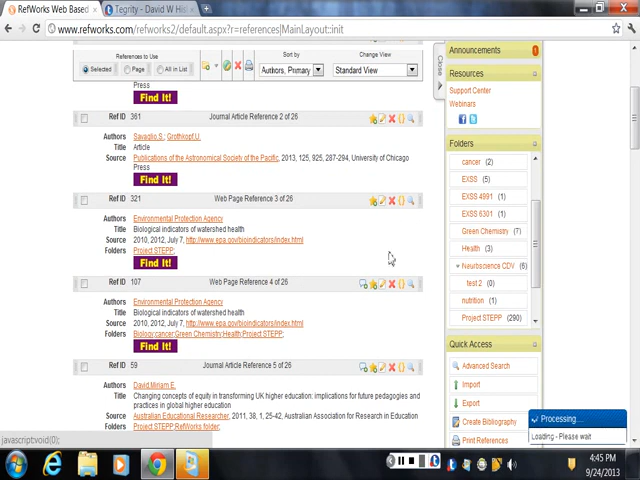 RefWorks Web Based
Tegrity - David W His
www.refworks.com/refworks2/default.aspx?r=references|MainLayout::init
References to Use
Selected Page All in List
Sort by
Authors, Primary
Change View
Standard View
Close
Press
Find It!
Ref ID 361 Journal Article Reference 2 of 26
Authors Savaglio,S.; Grothkopf,U.
Title Article
Source Publications of the Astronomical Society of the Pacific, 2013, 125, 925, 287-294, University of Chicago
Press
Find It!
Ref ID 321 Web Page Reference 3 of 26
Authors Environmental Protection Agency
Title Biological indicators of watershed health
Source 2010, 2012, July 7, http://www.epa.gov/bioindicators/index.html
Folders Project STEPP;
Find It!
Ref ID 107 Web Page Reference 4 of 26
Authors Environmental Protection Agency
Title Biological indicators of watershed health
Source 2010, 2012, July 7, http://www.epa.gov/bioindicators/index.html
Folders Biology;cancer;Green Chemistry;Health;Project STEPP;
Find It!
Ref ID 59 Journal Article Reference 5 of 26
Authors David,Miriam E.
Title Changing concepts of equity in transforming UK higher education: implications for future pedagogies
and practices in global higher education
Source Australian Educational Researcher, 2011, 38, 1, 25-42, Australian Association for Research in Education
Folders Project STEPP;RefWorks folder;
Announcements
Resources
Support Center
Webinars
Folders
cancer (2)
EXSS (5)
EXSS 4991 (1)
EXSS 6301 (1)
Green Chemistry (7)
Health (3)
Neurbscience CDV (6)
test 2 (0)
nutrition (1)
Project STEPP (290)
Quick Access
Advanced Search
Import
Export
Create Bibliography
Print References
Processing...
Loading - Please wait
javascript:void(0);
4:45 PM
9/24/2013